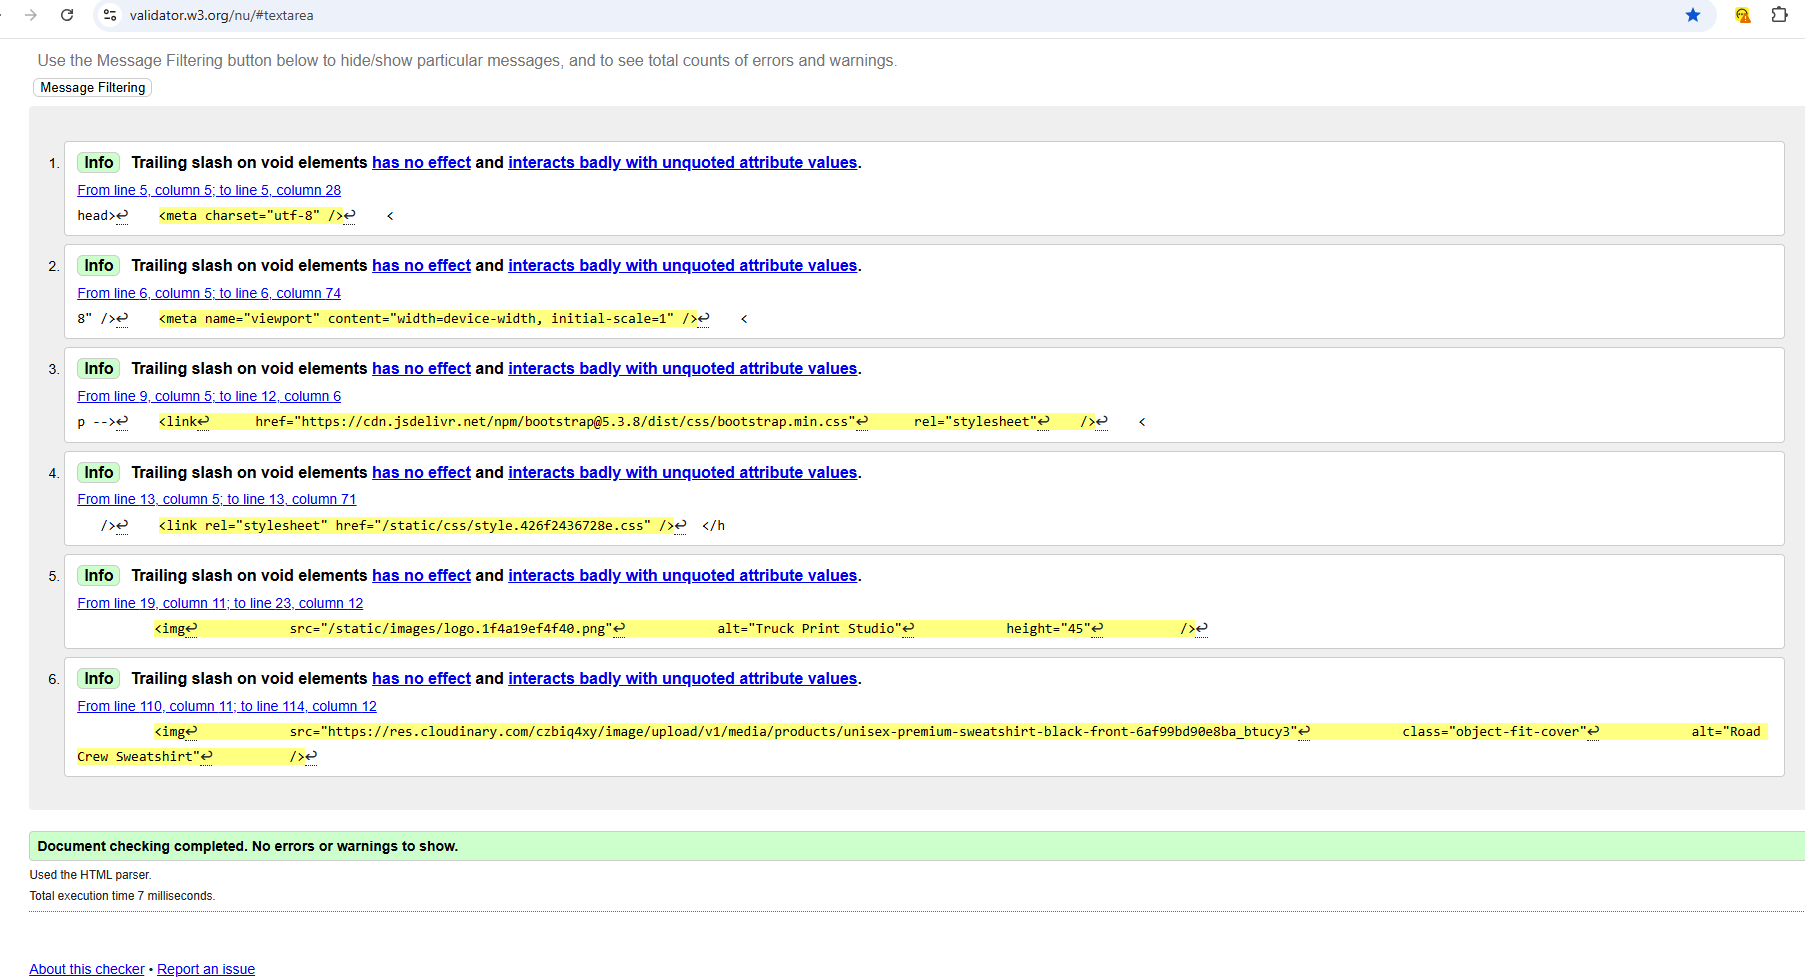 validator.w3.org/nu/#textarea
Use the Message Filtering button below to hide/show particular messages, and to see total counts of errors and warnings.
Message Filtering
1. Info Trailing slash on void elements has no effect and interacts badly with unquoted attribute values.
From line 5, column 5; to line 5, column 28
head>↩    <meta charset="utf-8" />↩    <
2. Info Trailing slash on void elements has no effect and interacts badly with unquoted attribute values.
From line 6, column 5; to line 6, column 74
8" />↩    <meta name="viewport" content="width=device-width, initial-scale=1" />↩    <
3. Info Trailing slash on void elements has no effect and interacts badly with unquoted attribute values.
From line 9, column 5; to line 12, column 6
p -->↩    <link↩      href="https://cdn.jsdelivr.net/npm/bootstrap@5.3.8/dist/css/bootstrap.min.css"↩      rel="stylesheet"↩    />↩    <
4. Info Trailing slash on void elements has no effect and interacts badly with unquoted attribute values.
From line 13, column 5; to line 13, column 71
/>↩    <link rel="stylesheet" href="/static/css/style.426f2436728e.css" />↩  </h
5. Info Trailing slash on void elements has no effect and interacts badly with unquoted attribute values.
From line 19, column 11; to line 23, column 12
<img↩            src="/static/images/logo.1f4a19ef4f40.png"↩            alt="Truck Print Studio"↩            height="45"↩          />↩
6. Info Trailing slash on void elements has no effect and interacts badly with unquoted attribute values.
From line 110, column 11; to line 114, column 12
<img↩            src="https://res.cloudinary.com/czbiq4xy/image/upload/v1/media/products/unisex-premium-sweatshirt-black-front-6af99bd90e8ba_btucy3"↩            class="object-fit-cover"↩            alt="Road
Crew Sweatshirt"↩          />↩
Document checking completed. No errors or warnings to show.
Used the HTML parser.
Total execution time 7 milliseconds.
About this checker • Report an issue